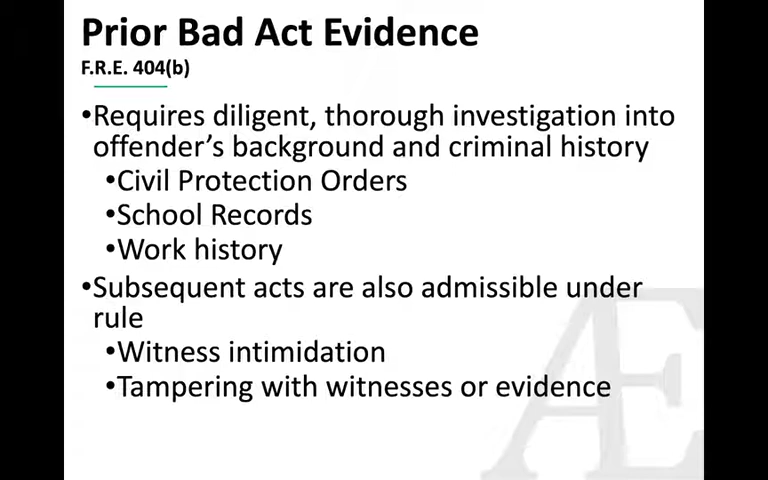 Prior Bad Act Evidence
F.R.E. 404(b)
•Requires diligent, thorough investigation into
offender's background and criminal history
•Civil Protection Orders
•School Records
•Work history
•Subsequent acts are also admissible under
rule
•Witness intimidation
•Tampering with witnesses or evidence
Æ